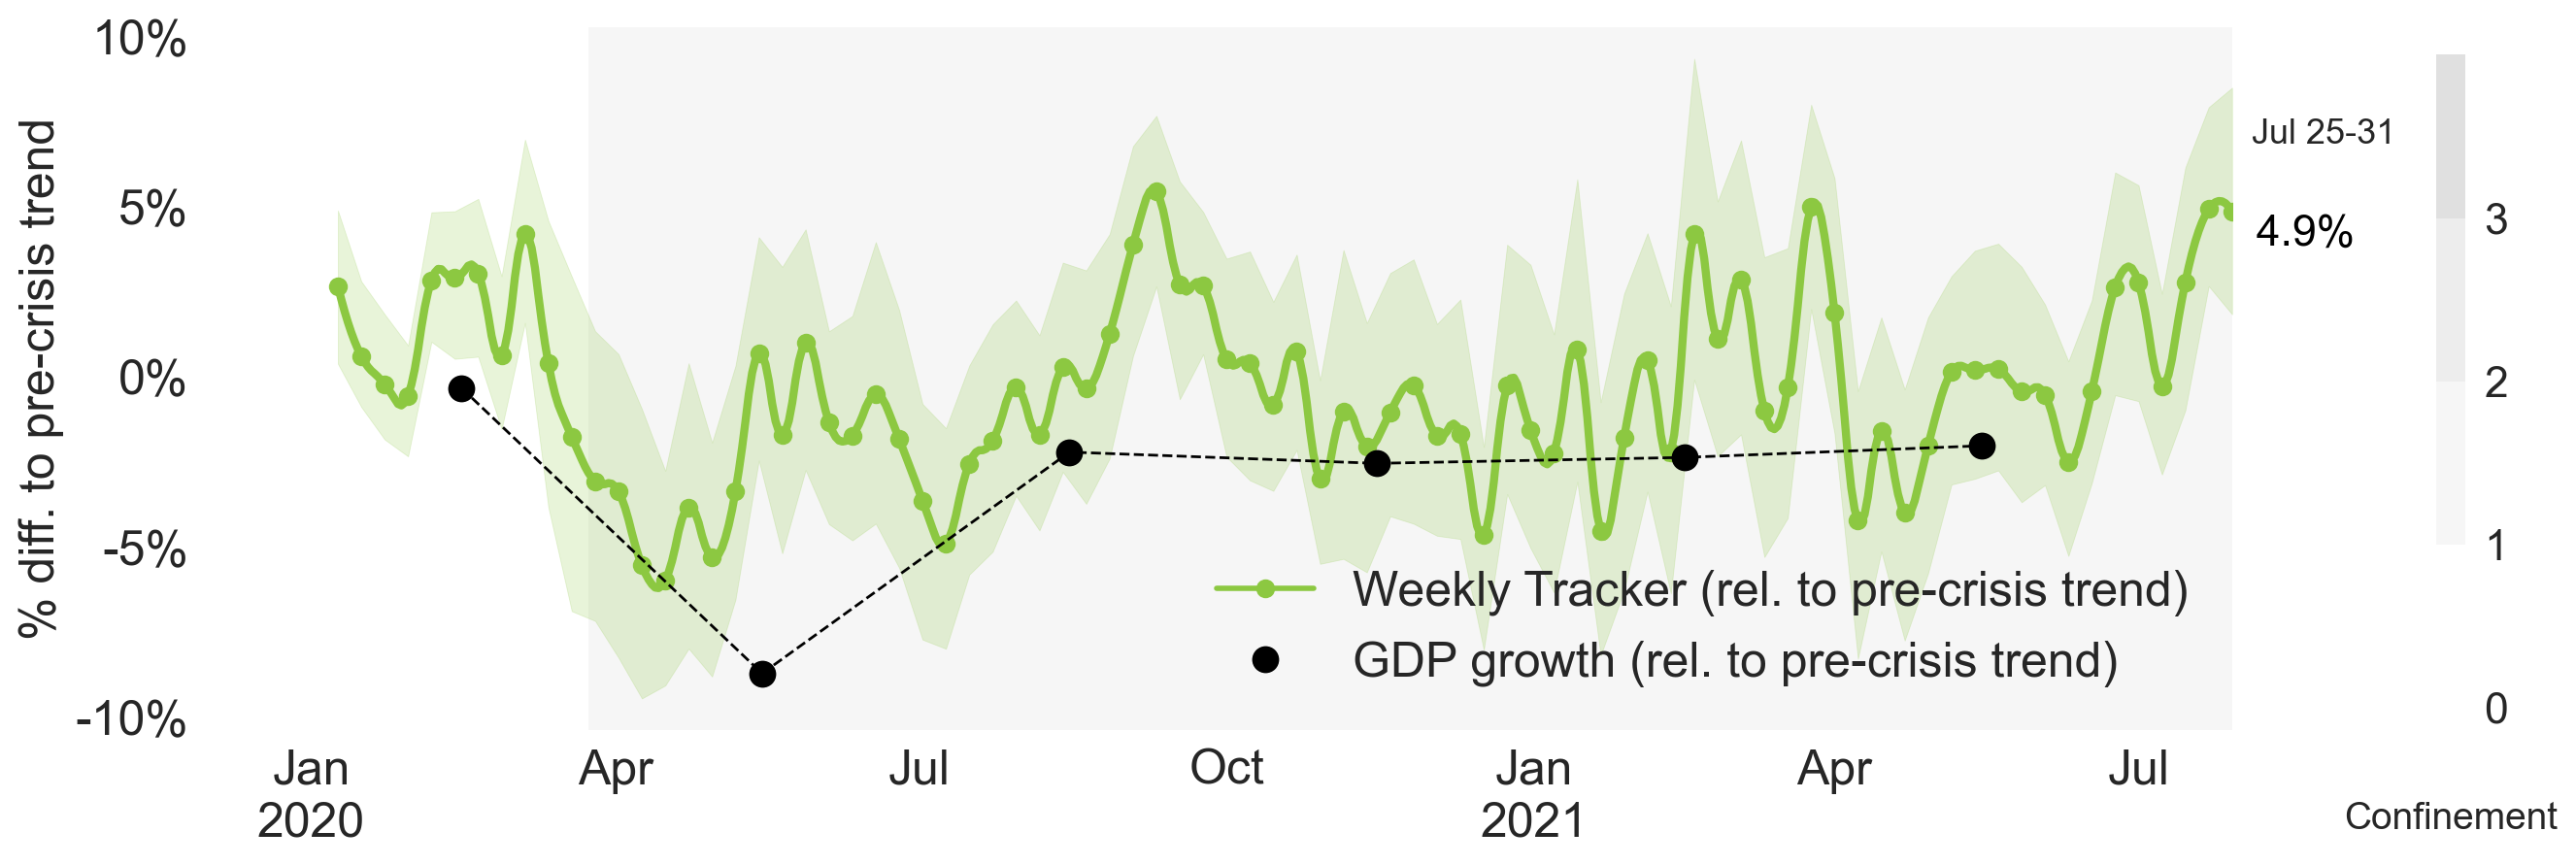 % diff. to pre-crisis trend
10%
5%
0%
-5%
-10%
Jan
2020
Apr
Jul
Oct
Jan
2021
Apr
Jul
Weekly Tracker (rel. to pre-crisis trend)
GDP growth (rel. to pre-crisis trend)
Jul 25-31
4.9%
3
2
1
0
Confinement